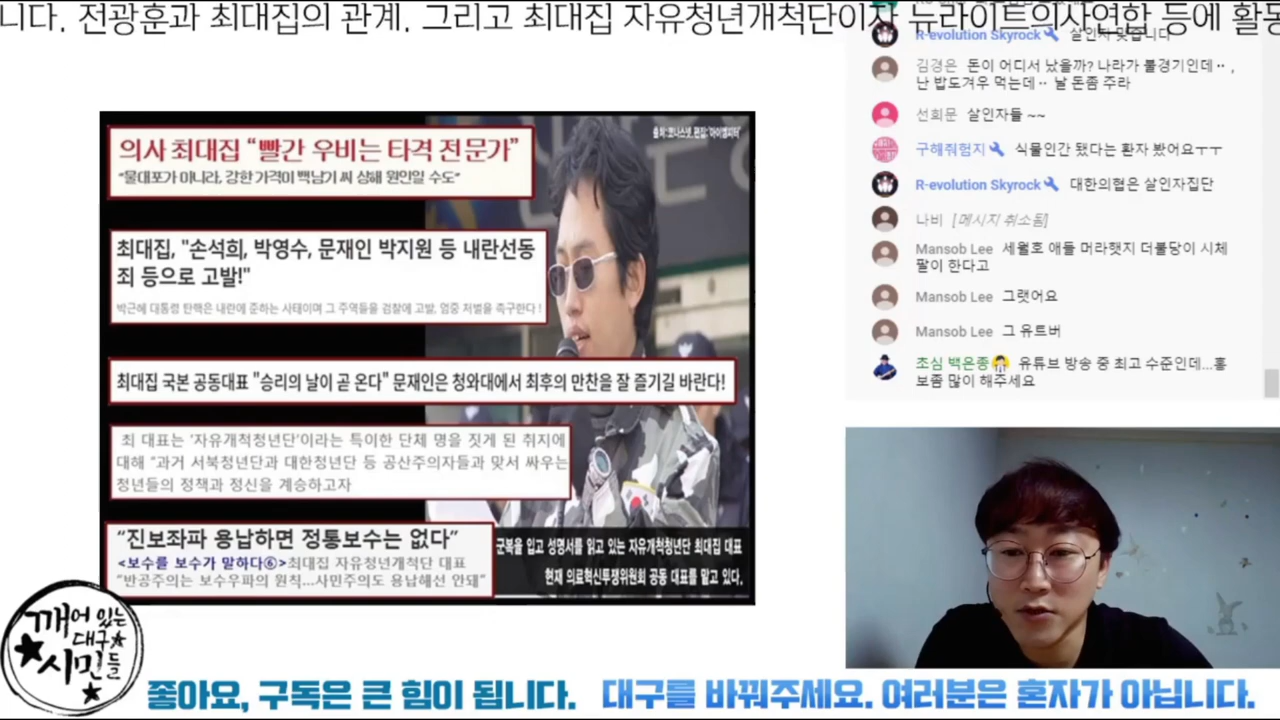 니다. 전광훈과 최대집의 관계. 그리고 최대집 자유청년개척단이자 뉴라이트의사연합 등에 활동
출처:코나스넷, 편집:'아이엠피터'
의사 최대집 “빨간 우비는 타격 전문가”
“물대포가 아니라, 강한 가격이 백남기 씨 상해 원인일 수도”
최대집, "손석희, 박영수, 문재인 박지원 등 내란선동
죄 등으로 고발!"
박근혜 대통령 탄핵은 내란에 준하는 사태이며 그 주역들을 검찰에 고발, 엄중 처벌을 촉구한다 !
최대집 국본 공동대표 "승리의 날이 곧 온다" 문재인은 청와대에서 최후의 만찬을 잘 즐기길 바란다!
최 대표는 ‘자유개척청년단’이라는 특이한 단체 명을 짓게 된 취지에
대해 “과거 서북청년단과 대한청년단 등 공산주의자들과 맞서 싸우는
청년들의 정책과 정신을 계승하고자
“진보좌파 용납하면 정통보수는 없다”
<보수를 보수가 말하다⑥>최대집 자유청년개척단 대표
“반공주의는 보수우파의 원칙...사민주의도 용납해선 안돼”
군복을 입고 성명서를 읽고 있는 자유개척청년단 최대집 대표
현재 의료혁신투쟁위원회 공동 대표를 맡고 있다.
R-evolution Skyrock 살인자 맞습니다
김경은 돈이 어디서 났을까? 나라가 불경기인데‥ ,
난 밥도겨우 먹는데‥ 날 돈좀 주라
선희문 살인자들 ~~
구해줘험지 식물인간 됐다는 환자 봤어요ㅜㅜ
R-evolution Skyrock 대한의협은 살인자집단
나비 [메시지 취소됨]
Mansob Lee 세월호 애들 머라햇지 더불당이 시체
팔이 한다고
Mansob Lee 그랫어요
Mansob Lee 그 유트버
초심 백은종 유튜브 방송 중 최고 수준인데...홍
보좀 많이 해주세요
깨어 있는
대구
시민들
좋아요, 구독은 큰 힘이 됩니다. 대구를 바꿔주세요. 여러분은 혼자가 아닙니다.